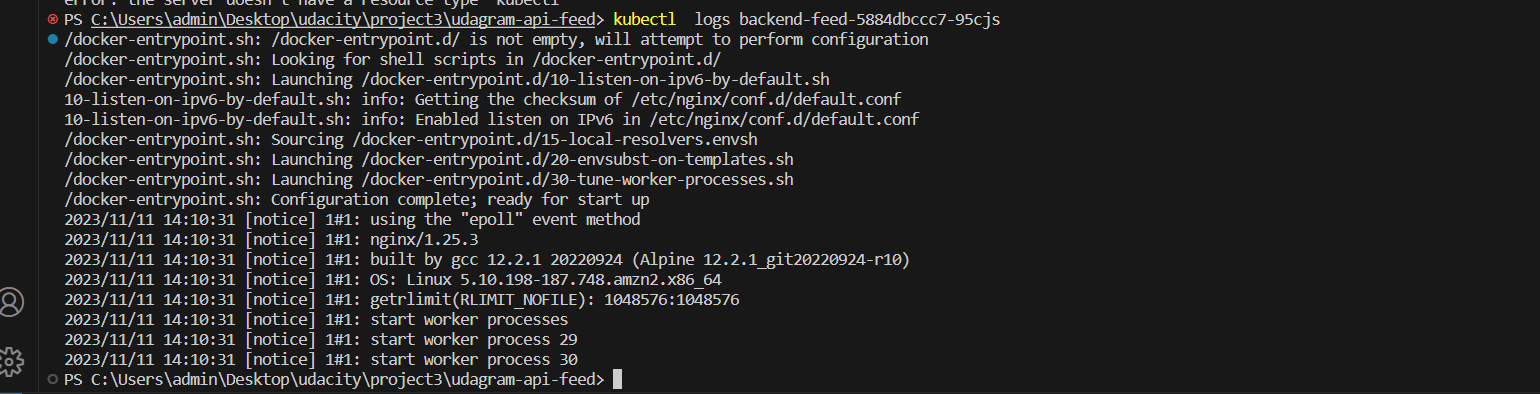 error: the server doesn't have a resource type "kubectl"
PS C:\Users\admin\Desktop\udacity\project3\udagram-api-feed> kubectl  logs backend-feed-5884dbccc7-95cjs
/docker-entrypoint.sh: /docker-entrypoint.d/ is not empty, will attempt to perform configuration
/docker-entrypoint.sh: Looking for shell scripts in /docker-entrypoint.d/
/docker-entrypoint.sh: Launching /docker-entrypoint.d/10-listen-on-ipv6-by-default.sh
10-listen-on-ipv6-by-default.sh: info: Getting the checksum of /etc/nginx/conf.d/default.conf
10-listen-on-ipv6-by-default.sh: info: Enabled listen on IPv6 in /etc/nginx/conf.d/default.conf
/docker-entrypoint.sh: Sourcing /docker-entrypoint.d/15-local-resolvers.envsh
/docker-entrypoint.sh: Launching /docker-entrypoint.d/20-envsubst-on-templates.sh
/docker-entrypoint.sh: Launching /docker-entrypoint.d/30-tune-worker-processes.sh
/docker-entrypoint.sh: Configuration complete; ready for start up
2023/11/11 14:10:31 [notice] 1#1: using the "epoll" event method
2023/11/11 14:10:31 [notice] 1#1: nginx/1.25.3
2023/11/11 14:10:31 [notice] 1#1: built by gcc 12.2.1 20220924 (Alpine 12.2.1_git20220924-r10)
2023/11/11 14:10:31 [notice] 1#1: OS: Linux 5.10.198-187.748.amzn2.x86_64
2023/11/11 14:10:31 [notice] 1#1: getrlimit(RLIMIT_NOFILE): 1048576:1048576
2023/11/11 14:10:31 [notice] 1#1: start worker processes
2023/11/11 14:10:31 [notice] 1#1: start worker process 29
2023/11/11 14:10:31 [notice] 1#1: start worker process 30
PS C:\Users\admin\Desktop\udacity\project3\udagram-api-feed>